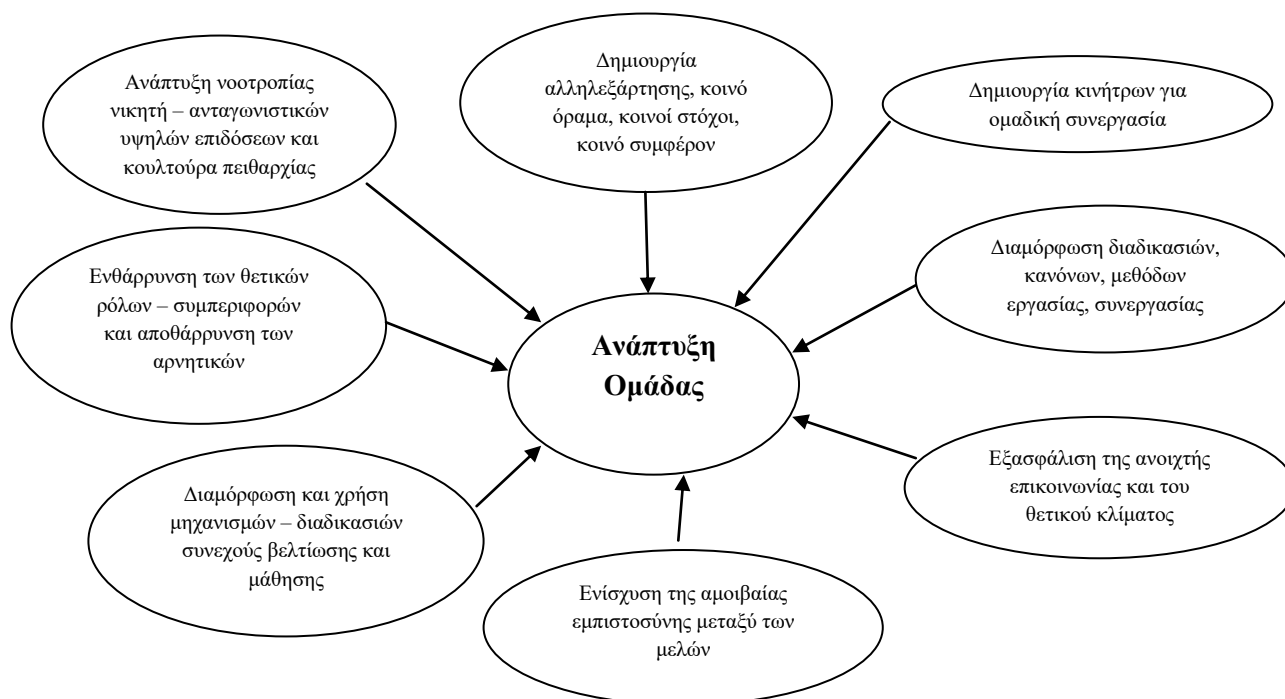 Ανάπτυξη νοοτροπίας
νικητή – ανταγωνιστικών
υψηλών επιδόσεων και
κουλτούρα πειθαρχίας
Δημιουργία
αλληλεξάρτησης, κοινό
όραμα, κοινοί στόχοι,
κοινό συμφέρον
Δημιουργία κινήτρων για
ομαδική συνεργασία
Ενθάρρυνση των θετικών
ρόλων – συμπεριφορών
και αποθάρρυνση των
αρνητικών
Ανάπτυξη
Ομάδας
Διαμόρφωση διαδικασιών,
κανόνων, μεθόδων
εργασίας, συνεργασίας
Διαμόρφωση και χρήση
μηχανισμών – διαδικασιών
συνεχούς βελτίωσης και
μάθησης
Ενίσχυση της αμοιβαίας
εμπιστοσύνης μεταξύ των
μελών
Εξασφάλιση της ανοιχτής
επικοινωνίας και του
θετικού κλίματος